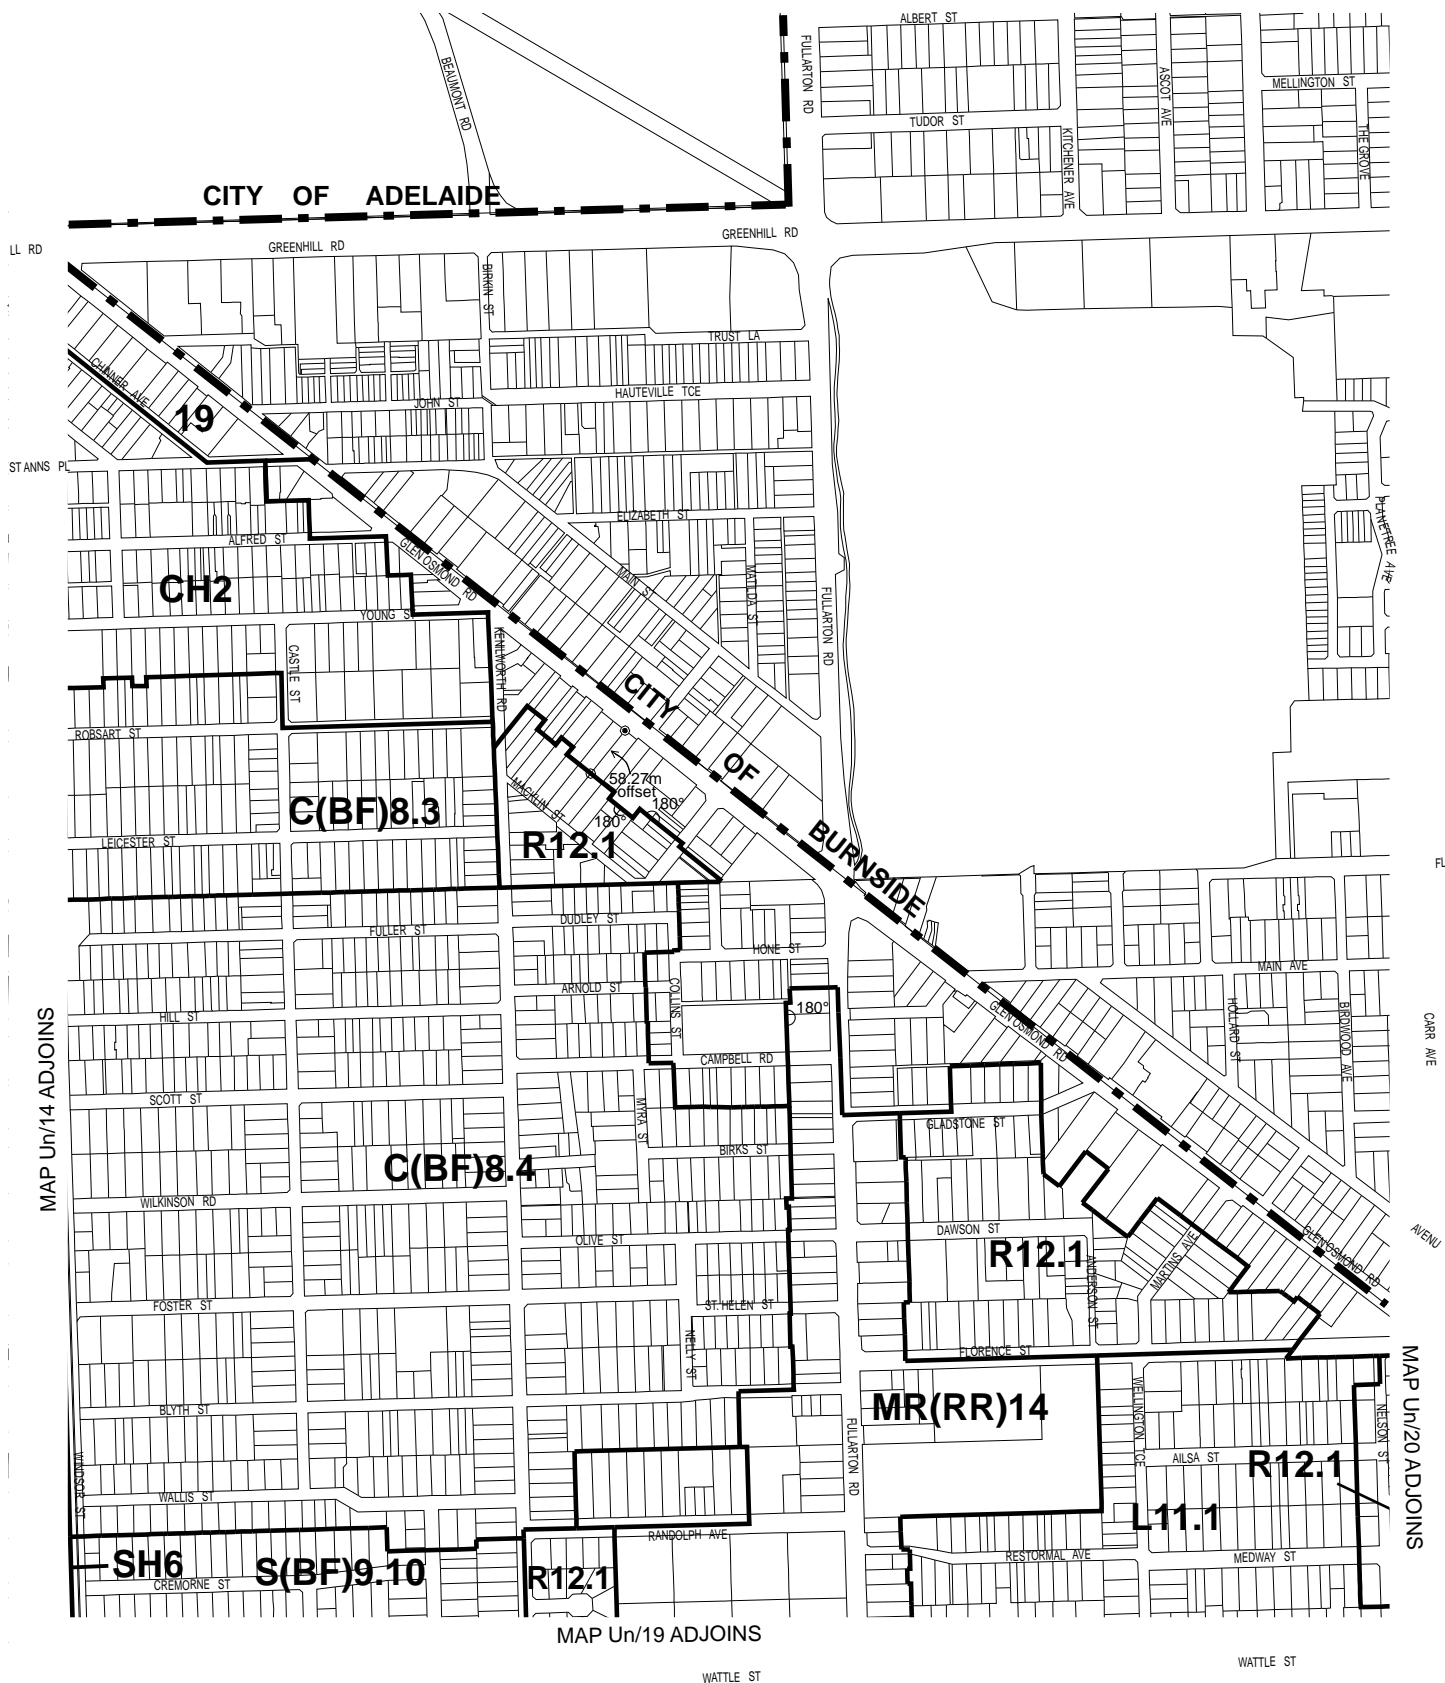 ALBERT ST
FULLARTON RD
BEAUMONT RD
ASCOT AVE
MELLINGTON ST
TUDOR ST
KITCHENER AVE
THE GROVE
CITY OF ADELAIDE
LL RD
GREENHILL RD
GREENHILL RD
BIRKIN ST
TRUST LA
CHINNER AVE
HAUTEVILLE TCE
JOHN ST
19
ST ANNS PL
ELIZABETH ST
PLANETREE AVE
ALFRED ST
GLEN OSMOND RD
MAIN ST
MATILDA ST
CH2
YOUNG ST
FULLARTON RD
CASTLE ST
KENILWORTH RD
CITY OF BURNSIDE
ROBSART ST
58.27m
offset
MACKLIN ST
180°
180°
C(BF)8.3
LEICESTER ST
R12.1
FL
DUDLEY ST
FULLER ST
HONE ST
MAIN AVE
ARNOLD ST
COLLINS ST
180°
HILL ST
GLEN OSMOND RD
HOLLARD ST
BIRDWOOD AVE
CARR AVE
MAP Un/14 ADJOINS
CAMPBELL RD
SCOTT ST
MYRA ST
GLADSTONE ST
BIRKS ST
C(BF)8.4
WILKINSON RD
DAWSON ST
OLIVE ST
R12.1
ANDERSON ST
MARTINS AVE
GLEN OSMOND RD
AVENU
FOSTER ST
ST. HELEN ST
NELLY ST
FLORENCE ST
MAP Un/20 ADJOINS
BLYTH ST
MR(RR)14
WELLINGTON TCE
NELSON ST
FULLARTON RD
WINDSOR ST
AILSA ST
R12.1
WALLIS ST
L11.1
RANDOLPH AVE
RESTORMAL AVE
MEDWAY ST
SH6
S(BF)9.10
R12.1
CREMORNE ST
MAP Un/19 ADJOINS
WATTLE ST
WATTLE ST